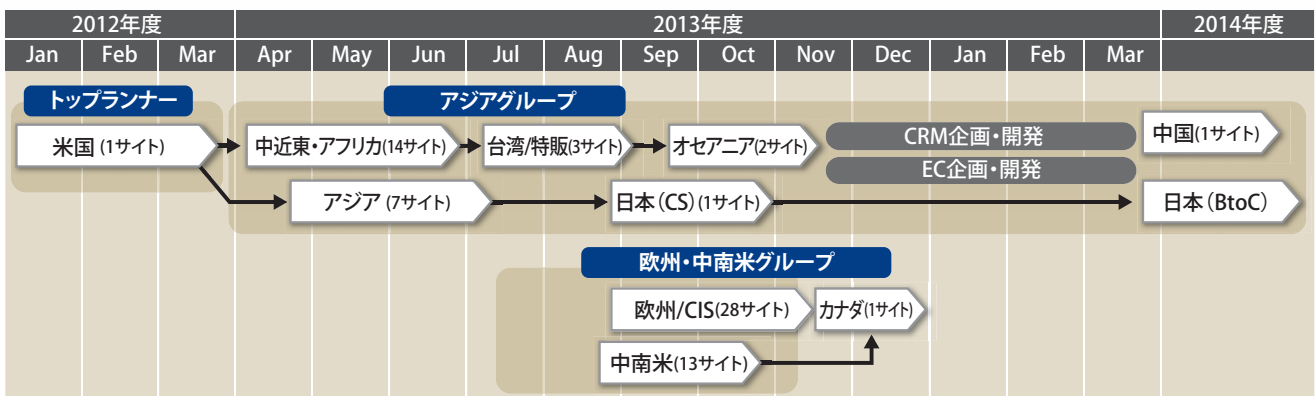 2012年度 2013年度 2014年度
Jan Feb Mar Apr May Jun Jul Aug Sep Oct Nov Dec Jan Feb Mar
トップランナー アジアグループ
米国 (1サイト) 中近東・アフリカ(14サイト) 台湾/特販(3サイト) オセアニア(2サイト) CRM企画・開発 中国(1サイト)
EC企画・開発
アジア (7サイト) 日本(CS)(1サイト) 日本(BtoC)
欧州・中南米グループ
欧州/CIS(28サイト) カナダ(1サイト)
中南米(13サイト)